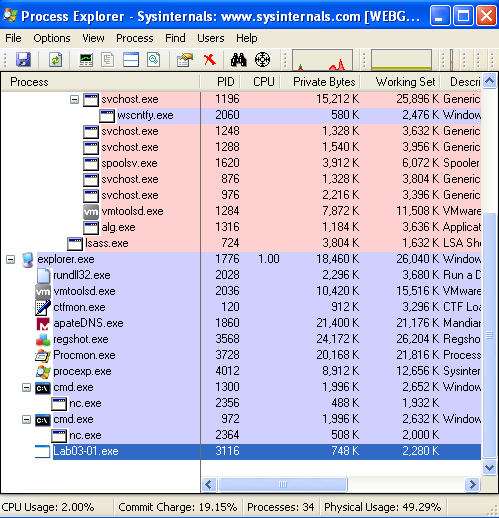 Process Explorer - Sysinternals: www.sysinternals.com [WEBG...
File Options View Process Find Users Help
Process PID CPU Private Bytes Working Set Descri
svchost.exe 1196 15,212 K 25,896 K Generic
wscntfy.exe 2060 580 K 2,476 K Window
svchost.exe 1248 1,328 K 3,632 K Generic
svchost.exe 1288 1,540 K 3,956 K Generic
spoolsv.exe 1620 3,912 K 6,072 K Spooler
svchost.exe 876 1,328 K 3,804 K Generic
svchost.exe 976 2,216 K 3,396 K Generic
vmtoolsd.exe 1284 7,872 K 11,508 K VMware
alg.exe 1316 1,184 K 3,636 K Applicat
lsass.exe 724 3,804 K 1,632 K LSA Sh
explorer.exe 1776 1.00 18,460 K 26,040 K Window
rundll32.exe 2028 2,296 K 3,680 K Run a D
vmtoolsd.exe 2036 10,420 K 15,516 K VMware
ctfmon.exe 120 912 K 3,296 K CTF Loa
apateDNS.exe 1860 21,400 K 21,176 K Mandian
regshot.exe 3568 24,172 K 26,204 K Regshot
Procmon.exe 3728 20,168 K 21,816 K Process
procexp.exe 4012 8,912 K 12,656 K Sysinter
cmd.exe 1300 1,996 K 2,652 K Window
nc.exe 2356 488 K 1,932 K
cmd.exe 972 1,996 K 2,632 K Window
nc.exe 2364 508 K 2,000 K
Lab03-01.exe 3116 748 K 2,280 K
CPU Usage: 2.00% Commit Charge: 19.15% Processes: 34 Physical Usage: 49.29%